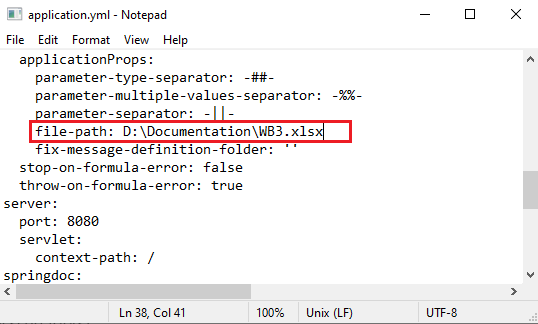 application.yml - Notepad
File Edit Format View Help
applicationProps:
parameter-type-separator: -##-
parameter-multiple-values-separator: -%%-
parameter-separator: -||-
file-path: D:\Documentation\WB3.xlsx
fix-message-definition-folder: ''
stop-on-formula-error: false
throw-on-formula-error: true
server:
port: 8080
servlet:
context-path: /
springdoc:
Ln 38, Col 41 100% Unix (LF) UTF-8